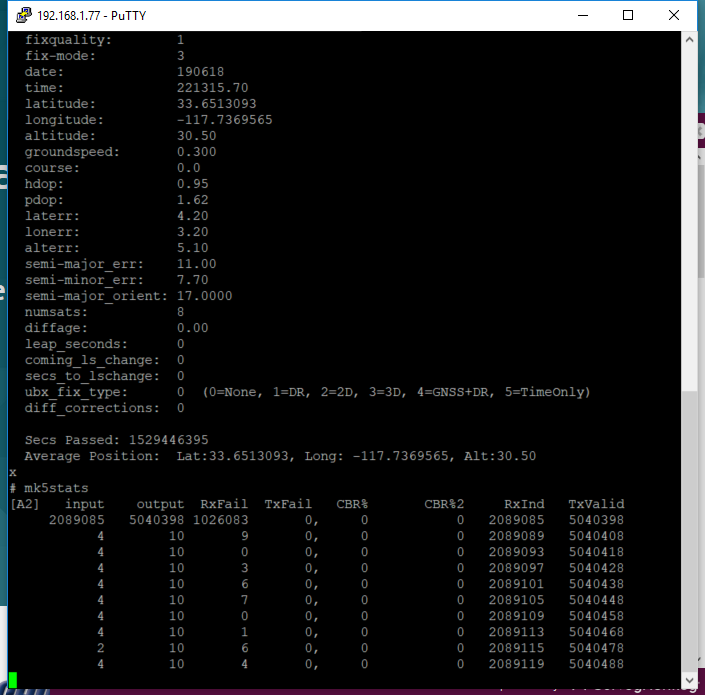 192.168.1.77 - PuTTY
fixquality: 1
fix-mode: 3
date: 190618
time: 221315.70
latitude: 33.6513093
longitude: -117.7369565
altitude: 30.50
groundspeed: 0.300
course: 0.0
hdop: 0.95
pdop: 1.62
laterr: 4.20
lonerr: 3.20
alterr: 5.10
semi-major_err: 11.00
semi-minor_err: 7.70
semi-major_orient: 17.0000
numsats: 8
diffage: 0.00
leap_seconds: 0
coming_ls_change: 0
secs_to_lschange: 0
ubx_fix_type: 0 (0=None, 1=DR, 2=2D, 3=3D, 4=GNSS+DR, 5=TimeOnly)
diff_corrections: 0
Secs Passed: 1529446395
Average Position: Lat:33.6513093, Long: -117.7369565, Alt:30.50
x
# mk5stats
[A2] input output RxFail TxFail CBR% CBR%2 RxInd TxValid
2089085 5040398 1026083 0, 0 0 2089085 5040398
4 10 9 0, 0 0 2089089 5040408
4 10 0 0, 0 0 2089093 5040418
4 10 3 0, 0 0 2089097 5040428
4 10 6 0, 0 0 2089101 5040438
4 10 7 0, 0 0 2089105 5040448
4 10 0 0, 0 0 2089109 5040458
4 10 1 0, 0 0 2089113 5040468
2 10 6 0, 0 0 2089115 5040478
4 10 4 0, 0 0 2089119 5040488